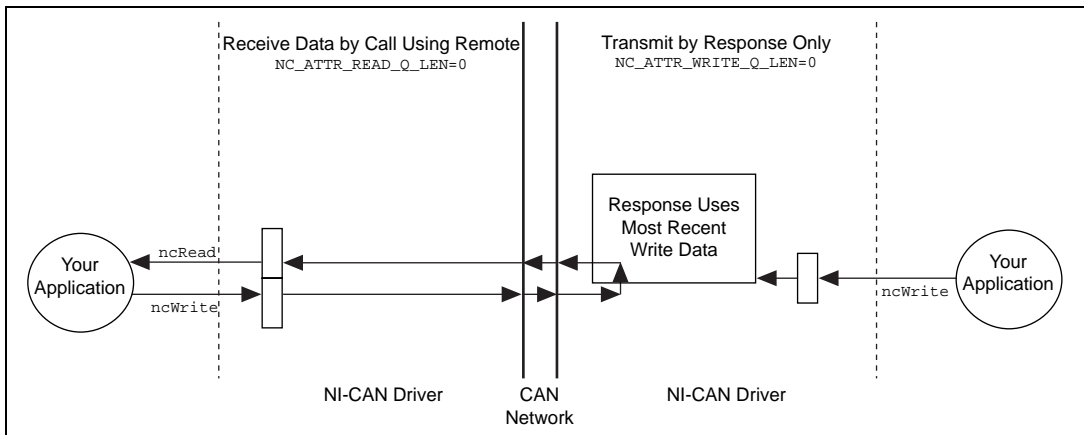 Receive Data by Call Using Remote
NC_ATTR_READ_Q_LEN=0
Transmit by Response Only
NC_ATTR_WRITE_Q_LEN=0
Response Uses
Most Recent
Write Data
Your
Application
ncRead
ncWrite
ncWrite
Your
Application
NI-CAN Driver
CAN
Network
NI-CAN Driver